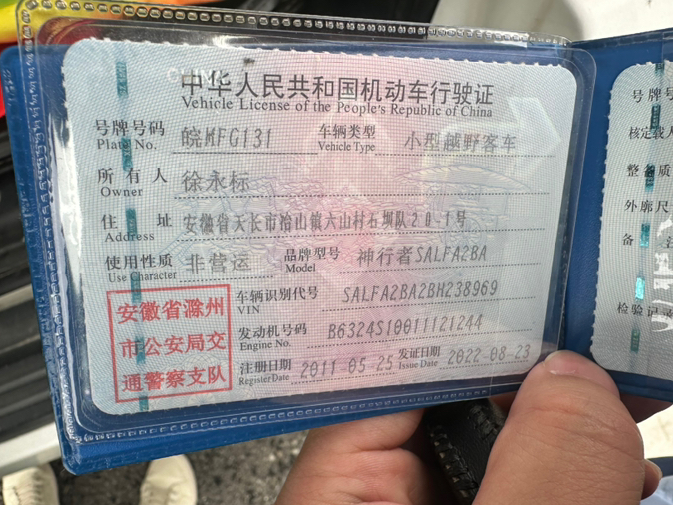 中华人民共和国机动车行驶证
Vehicle License of the People's Republic of China
号牌号码 皖MFG131 车辆类型 小型越野客车
Plate No. Vehicle Type
所有人 徐永标
Owner
住址 安徽省天长市冶山镇六山村石坝队20-1号
Address
使用性质 非营运 品牌型号 神行者SALFA2BA
Use Character Model
安徽省滁州
市公安局交
通警察支队
车辆识别代号 SALFA2BA2BH238969
VIN
发动机号码 B6324S10011121244
Engine No.
注册日期 2011-05-25 发证日期 2022-08-23
Register Date Issue Date
号牌号
核定载人
整备质
外廓尺
备注
检验记录